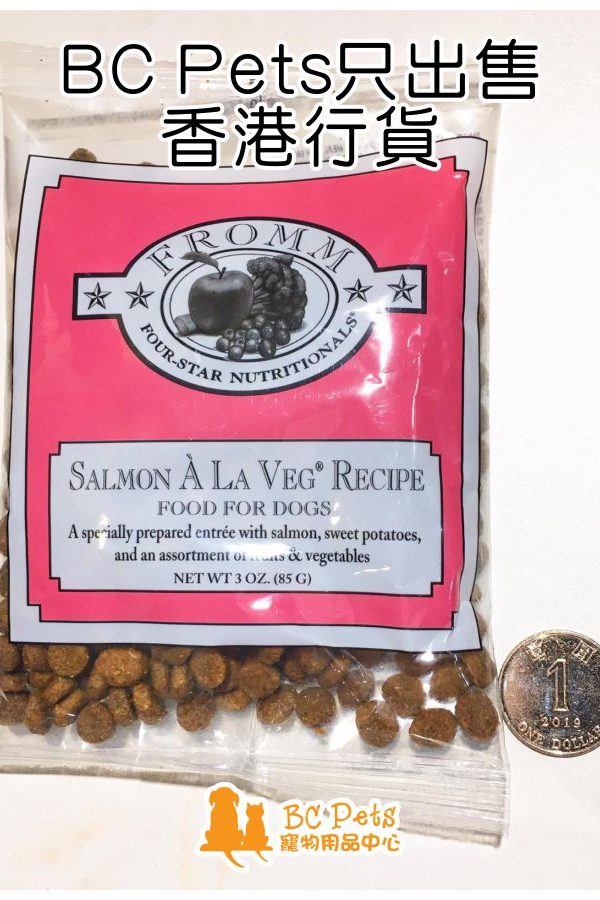 BC Pets只出售
香港行貨
FROMM
FOUR-STAR NUTRITIONALS®
SALMON À LA VEG® RECIPE
FOOD FOR DOGS
A specially prepared entrée with salmon, sweet potatoes,
and an assortment of fruits & vegetables
NET WT 3 OZ. (85 G)
1
2019
ONE DOLLAR
BC Pets
寵物用品中心